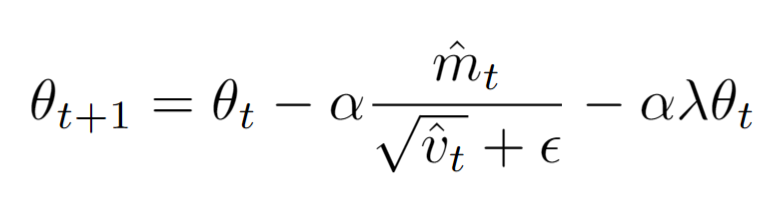 θ_{t+1} = θ_t − α \frac{\hat{m}_t}{\sqrt{\hat{v}_t} + ϵ} − αλθ_t